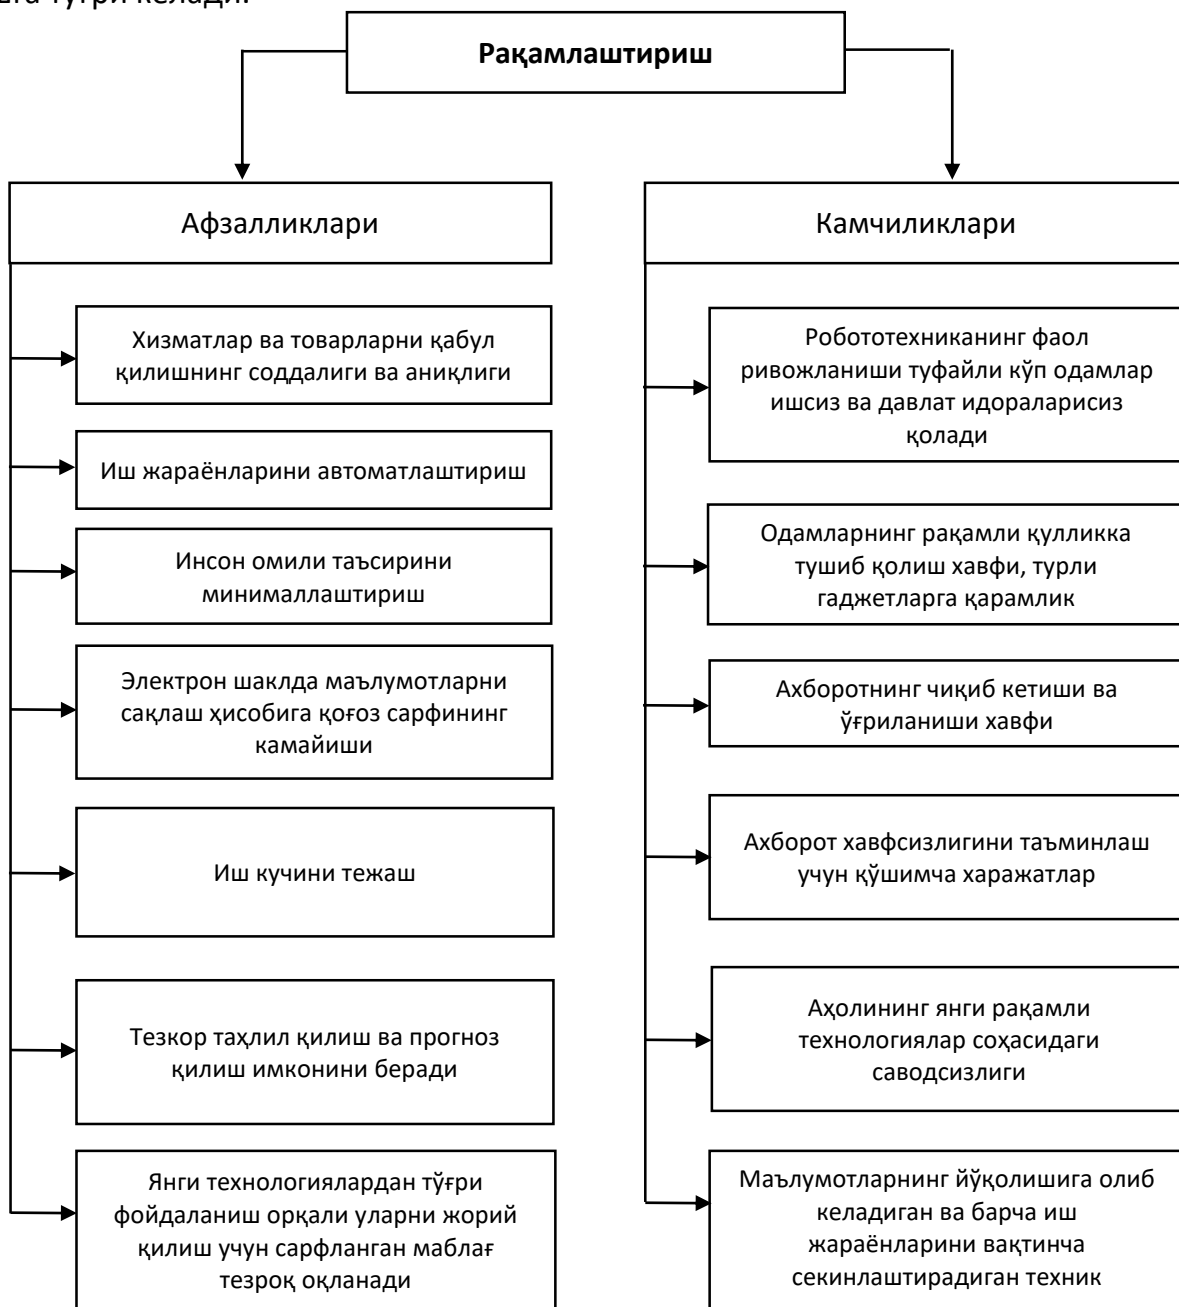 тўғри келади.
Рақамлаштириш
Афзалликлари
Хизматлар ва товарларни қабул
қилишнинг соддалиги ва аниқлиги
Иш жараёнларини автоматлаштириш
Инсон омили таъсирини
минималлаштириш
Электрон шаклда маълумотларни
сақлаш ҳисобига қоғоз сарфининг
камайиши
Иш кучини тежаш
Тезкор таҳлил қилиш ва прогноз
қилиш имконини беради
Янги технологиялардан тўғри
фойдаланиш орқали уларни жорий
қилиш учун сарфланган маблағ
тезроқ оқланади
Камчиликлари
Робототехниканинг фаол
ривожланиши туфайли кўп одамлар
ишсиз ва давлат идораларисиз
қолади
Одамларнинг рақамли қулликка
тушиб қолиш хавфи, турли
гаджетларга қарамлик
Ахборотнинг чиқиб кетиши ва
ўғриланиши хавфи
Ахборот хавфсизлигини таъминлаш
учун қўшимча харажатлар
Аҳолининг янги рақамли
технологиялар соҳасидаги
саводсизлиги
Маълумотларнинг йўқолишига олиб
келадиган ва барча иш
жараёнларини вақтинча
секинлаштирадиган техник